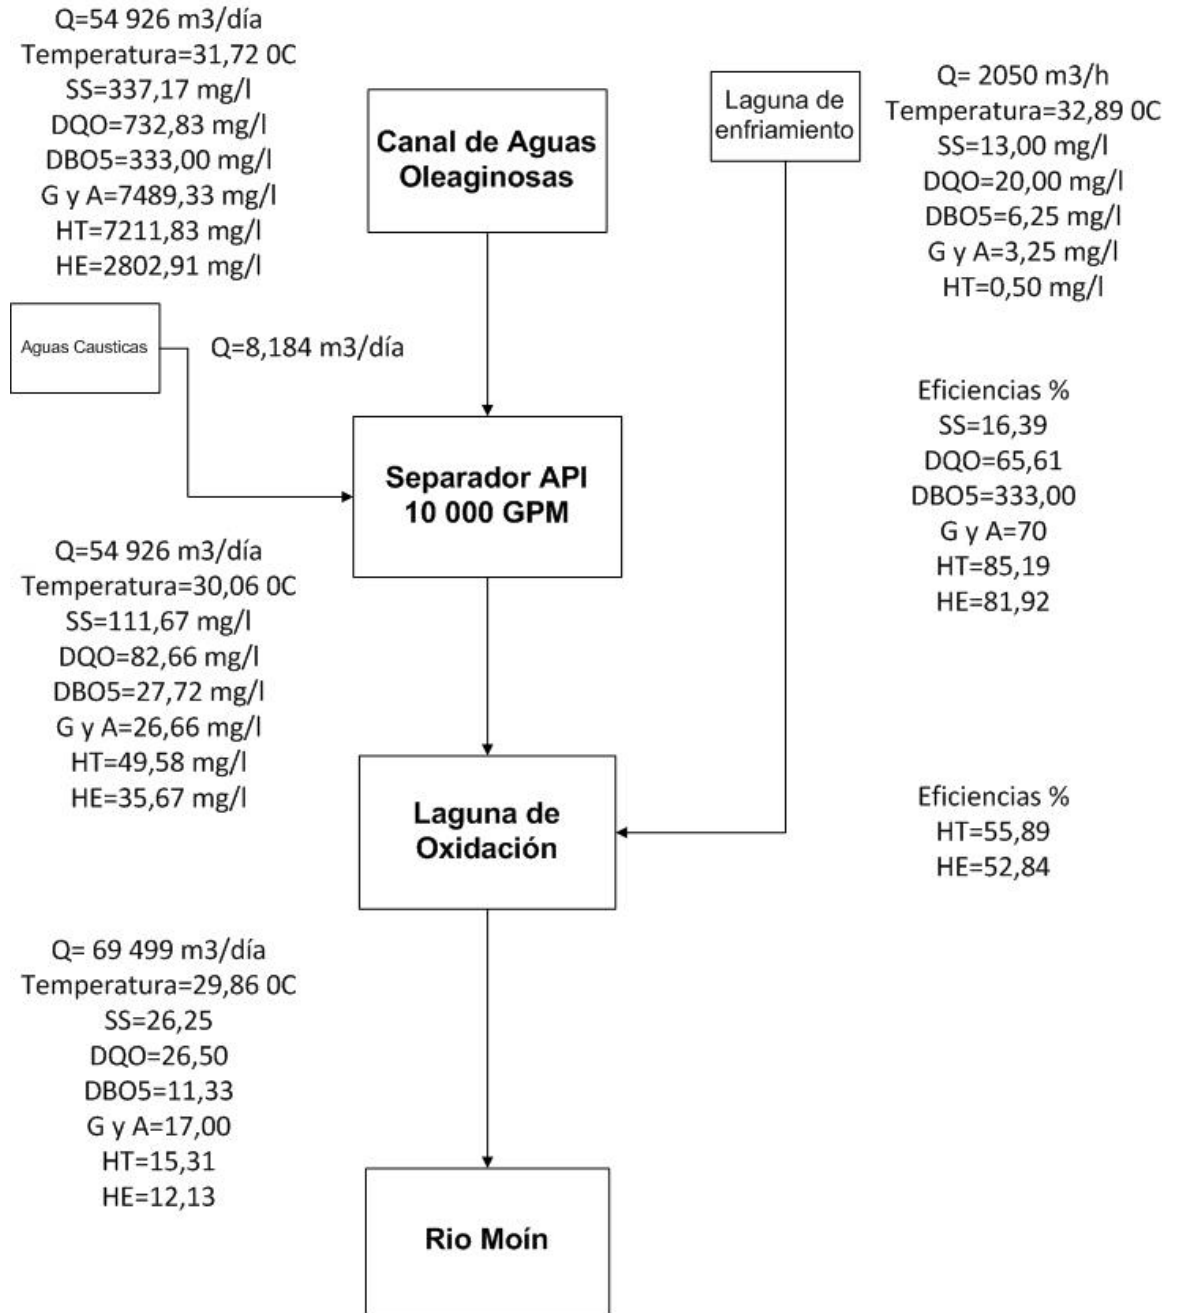 Q=54 926 m3/día
Temperatura=31,72 0C
SS=337,17 mg/l
DQO=732,83 mg/l
DBO5=333,00 mg/l
G y A=7489,33 mg/l
HT=7211,83 mg/l
HE=2802,91 mg/l
Canal de Aguas
Oleaginosas
Laguna de
enfriamiento
Q= 2050 m3/h
Temperatura=32,89 0C
SS=13,00 mg/l
DQO=20,00 mg/l
DBO5=6,25 mg/l
G y A=3,25 mg/l
HT=0,50 mg/l
Aguas Causticas
Q=8,184 m3/día
Separador API
10 000 GPM
Eficiencias %
SS=16,39
DQO=65,61
DBO5=333,00
G y A=70
HT=85,19
HE=81,92
Q=54 926 m3/día
Temperatura=30,06 0C
SS=111,67 mg/l
DQO=82,66 mg/l
DBO5=27,72 mg/l
G y A=26,66 mg/l
HT=49,58 mg/l
HE=35,67 mg/l
Laguna de
Oxidación
Eficiencias %
HT=55,89
HE=52,84
Q= 69 499 m3/día
Temperatura=29,86 0C
SS=26,25
DQO=26,50
DBO5=11,33
G y A=17,00
HT=15,31
HE=12,13
Rio Moín